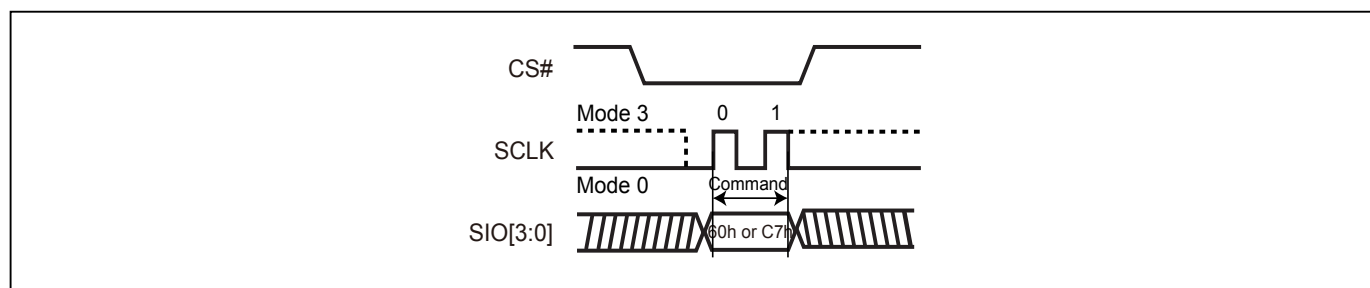 CS#
Mode 3 0 1
SCLK
Mode 0 Command
SIO[3:0] 60h or C7h